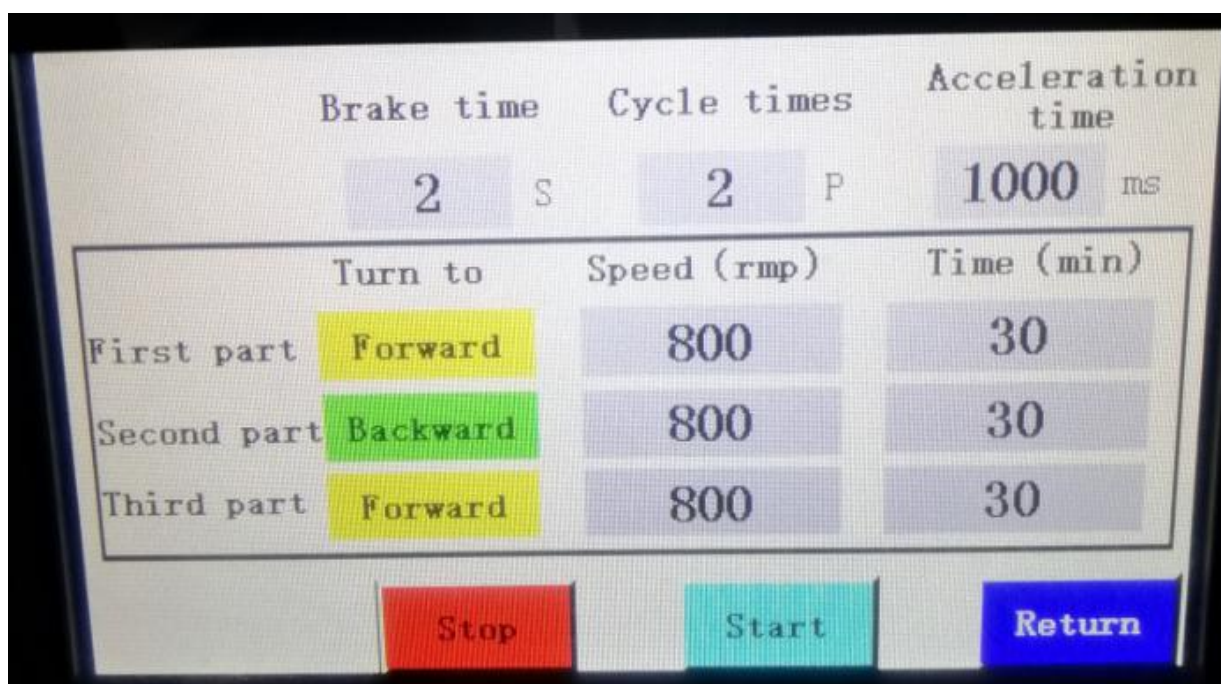 Brake time Cycle times Acceleration time
2 S 2 P 1000 ms
Turn to Speed (rmp) Time (min)
First part Forward 800 30
Second part Backward 800 30
Third part Forward 800 30
Stop Start Return